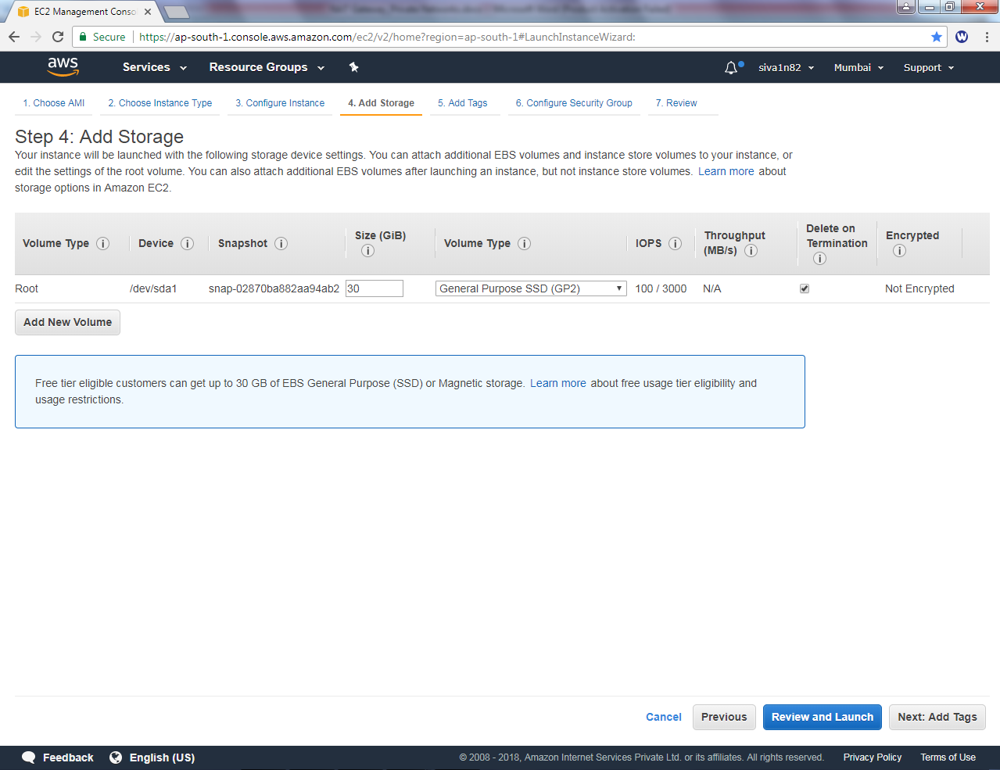 EC2 Management Conso
Secure https://ap-south-1.console.aws.amazon.com/ec2/v2/home?region=ap-south-1#LaunchInstanceWizard:
aws Services Resource Groups siva1n82 Mumbai Support
1. Choose AMI 2. Choose Instance Type 3. Configure Instance 4. Add Storage 5. Add Tags 6. Configure Security Group 7. Review
Step 4: Add Storage
Your instance will be launched with the following storage device settings. You can attach additional EBS volumes and instance store volumes to your instance, or
edit the settings of the root volume. You can also attach additional EBS volumes after launching an instance, but not instance store volumes. Learn more about
storage options in Amazon EC2.
Volume Type Device Snapshot Size (GiB) Volume Type IOPS Throughput (MB/s) Delete on Termination Encrypted
Root /dev/sda1 snap-02870ba882aa94ab2 30 General Purpose SSD (GP2) 100 / 3000 N/A Not Encrypted
Add New Volume
Free tier eligible customers can get up to 30 GB of EBS General Purpose (SSD) or Magnetic storage. Learn more about free usage tier eligibility and
usage restrictions.
Cancel Previous Review and Launch Next: Add Tags
Feedback English (US) © 2008 - 2018, Amazon Internet Services Private Ltd. or its affiliates. All rights reserved. Privacy Policy Terms of Use